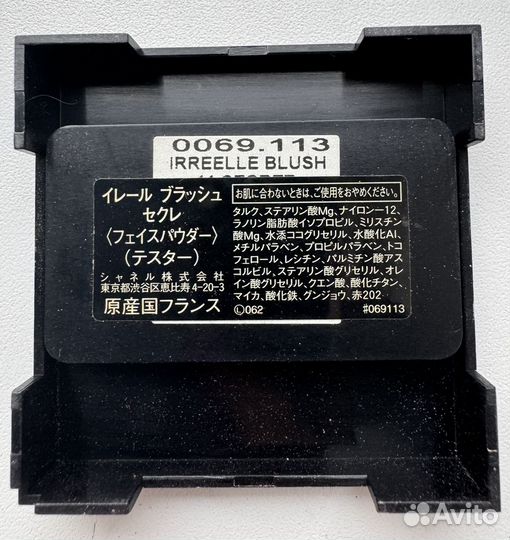 0069.113
IRREELLE BLUSH
イレール ブラッシュ
セクレ
〈フェイスパウダー〉
(テスター)
シャネル株式会社
東京都渋谷区恵比寿4-20-3
原産国フランス
お肌に合わないときは、ご使用をおやめください。
タルク、ステアリン酸Mg、ナイロン-12、
ラノリン脂肪酸イソプロピル、ミリスチン
酸Mg、水添ココグリセリル、水酸化Al、
メチルパラベン、プロピルパラベン、トコ
フェロール、レシチン、パルミチン酸アス
コルビル、ステアリン酸グリセリル、オレ
イン酸グリセリル、クエン酸、酸化チタン、
マイカ、酸化鉄、グンジョウ、赤202
Ⓛ062 #069113
Avito